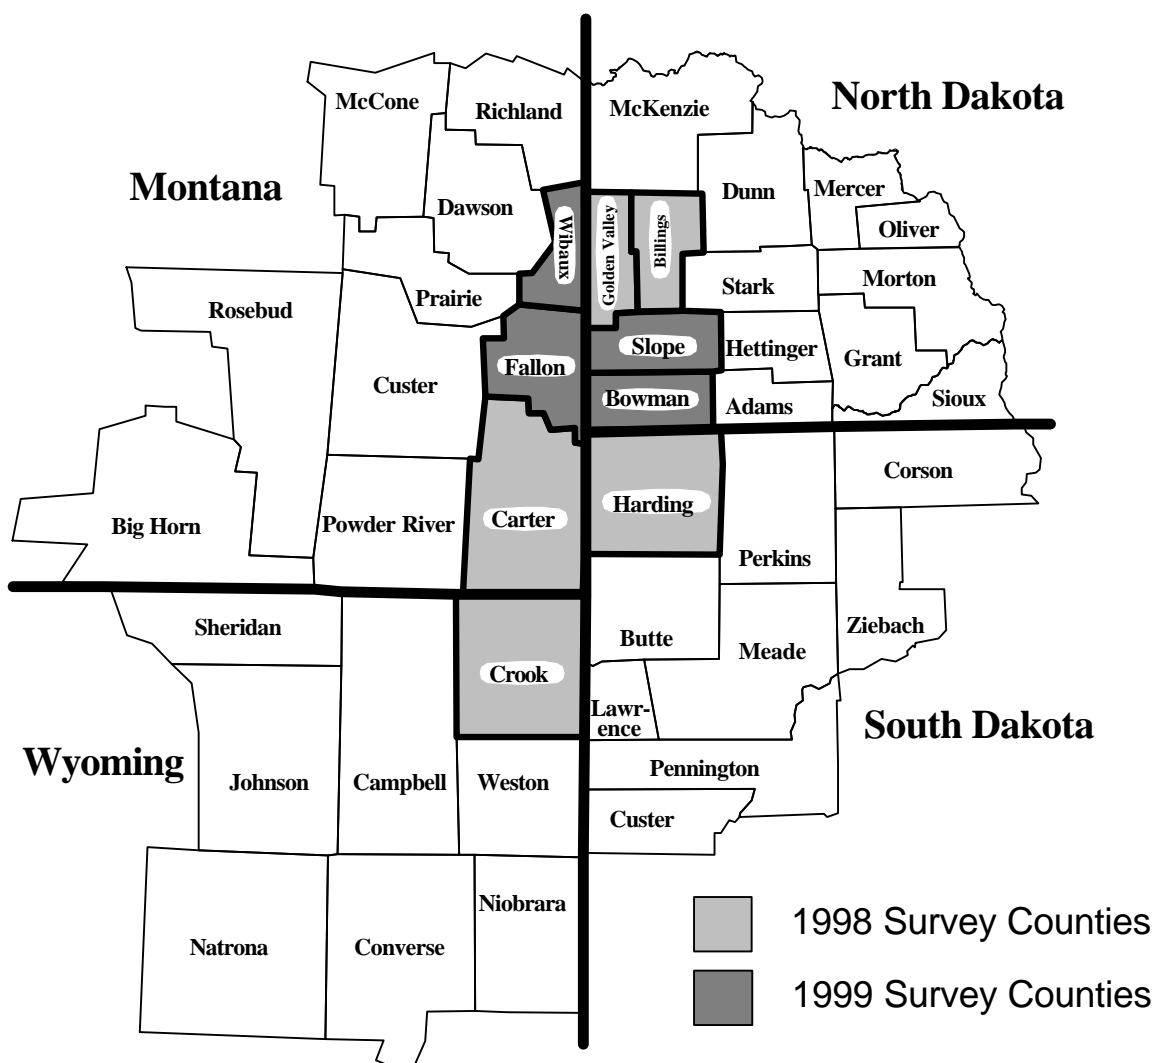 McCone
Richland
McKenzie
North Dakota
Montana
Dawson
Wibaux
Golden Valley
Billings
Dunn
Mercer
Oliver
Rosebud
Prairie
Stark
Morton
Custer
Fallon
Slope
Hettinger
Grant
Bowman
Adams
Sioux
Big Horn
Powder River
Carter
Harding
Corson
Perkins
Sheridan
Crook
Butte
Meade
Ziebach
Lawr-
ence
South Dakota
Wyoming
Johnson
Campbell
Weston
Pennington
Custer
Natrona
Converse
Niobrara
1998 Survey Counties
1999 Survey Counties